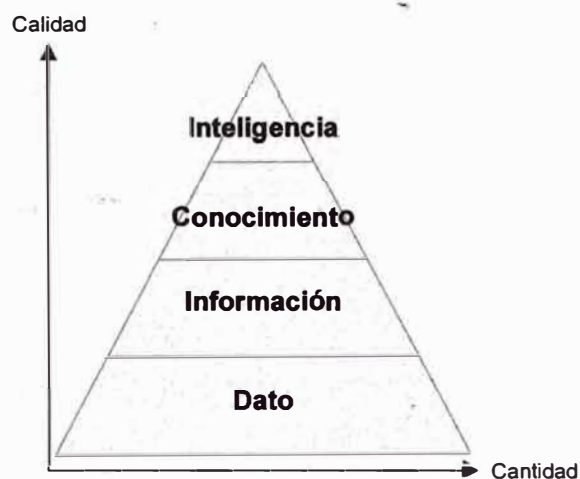 Calidad
Inteligencia
Conocimiento
Información
Dato
Cantidad